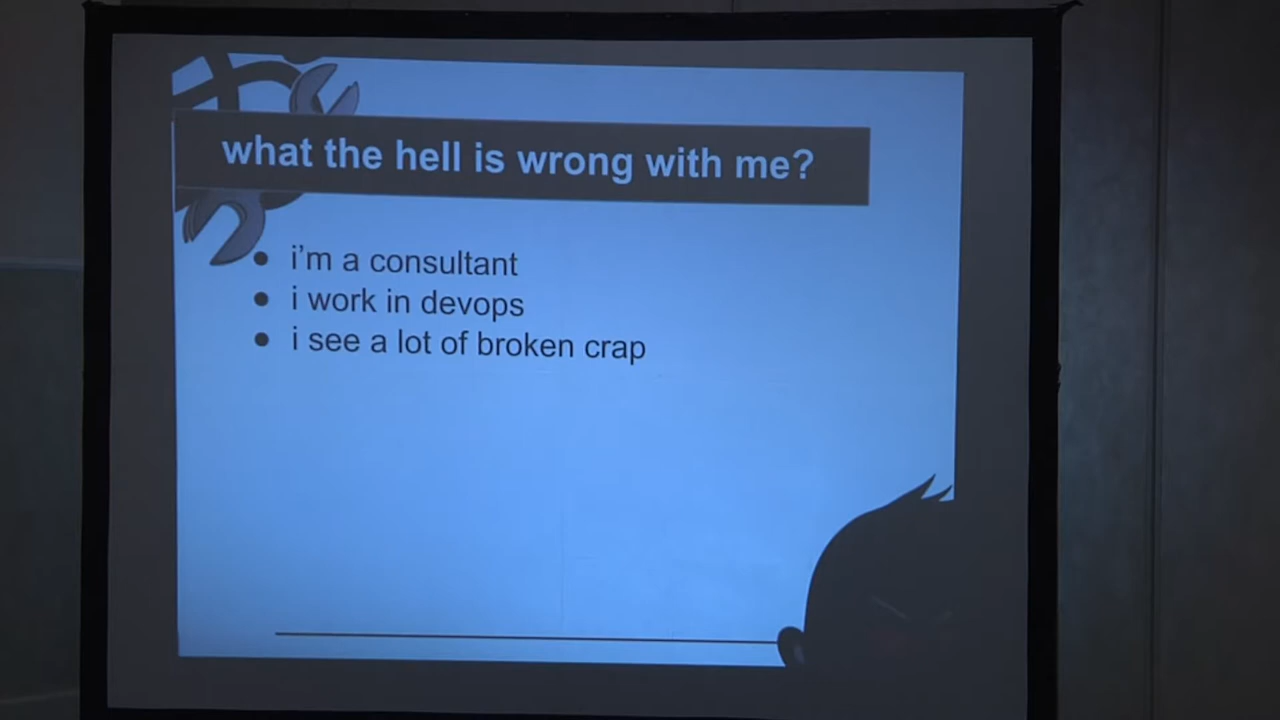 what the hell is wrong with me?
i'm a consultant
i work in devops
i see a lot of broken crap